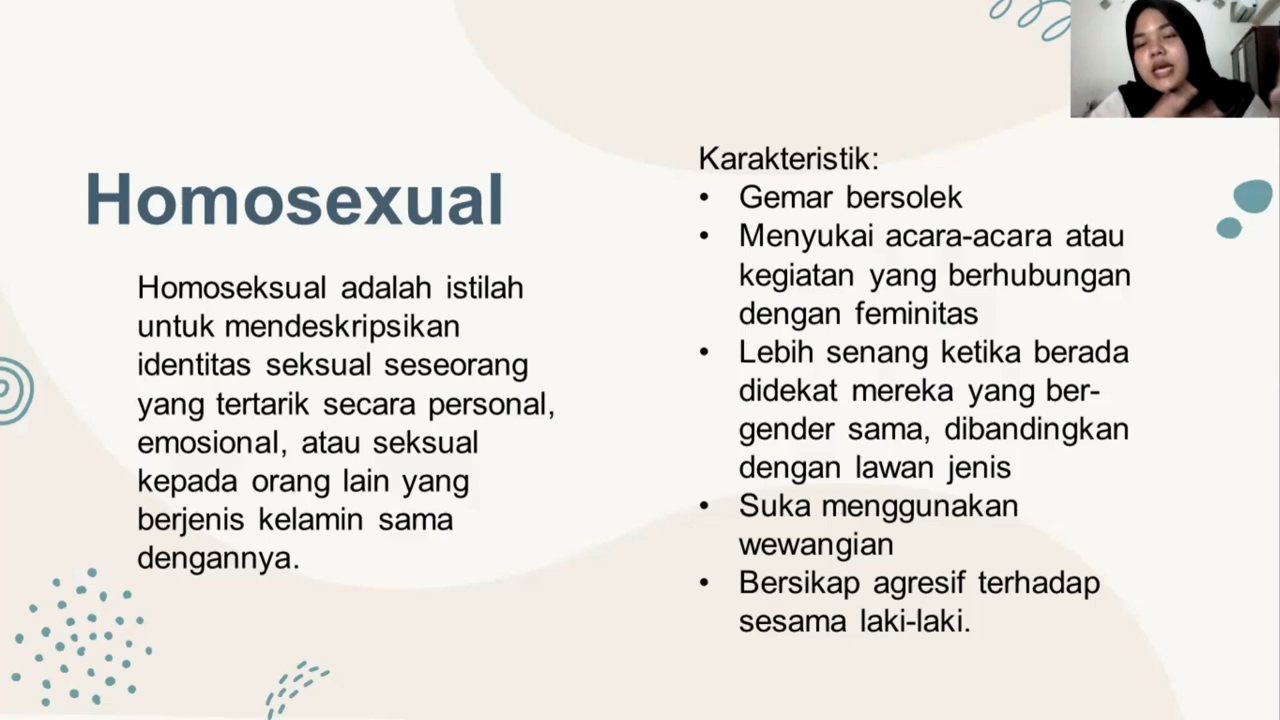 Homosexual
Homoseksual adalah istilah
untuk mendeskripsikan
identitas seksual seseorang
yang tertarik secara personal,
emosional, atau seksual
kepada orang lain yang
berjenis kelamin sama
dengannya.
Karakteristik:
• Gemar bersolek
• Menyukai acara-acara atau
kegiatan yang berhubungan
dengan feminitas
• Lebih senang ketika berada
didekat mereka yang ber-
gender sama, dibandingkan
dengan lawan jenis
• Suka menggunakan
wewangian
• Bersikap agresif terhadap
sesama laki-laki.